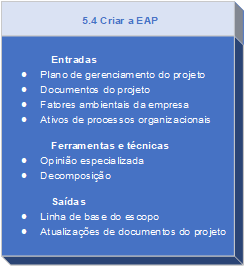 5.4 Criar a EAP
Entradas
● Plano de gerenciamento do projeto
● Documentos do projeto
● Fatores ambientais da empresa
● Ativos de processos organizacionais
Ferramentas e técnicas
● Opinião especializada
● Decomposição
Saídas
● Linha de base do escopo
● Atualizações de documentos do projeto